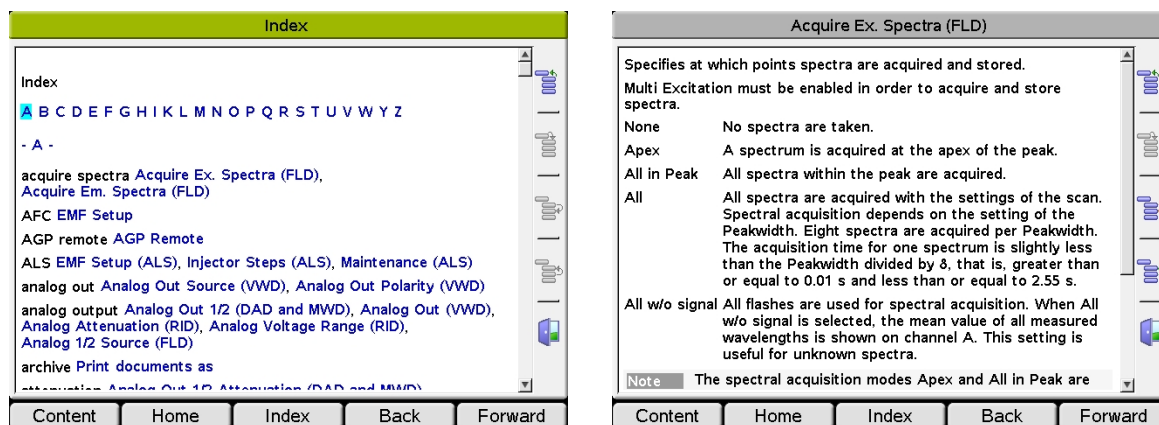 Index
Index
A B C D E F G H I K L M N O P Q R S T U V W Y Z
- A -
acquire spectra Acquire Ex. Spectra (FLD),
Acquire Em. Spectra (FLD)
AFC EMF Setup
AGP remote AGP Remote
ALS EMF Setup (ALS), Injector Steps (ALS), Maintenance (ALS)
analog out Analog Out Source (VWD), Analog Out Polarity (VWD)
analog output Analog Out 1/2 (DAD and MWD), Analog Out (VWD),
Analog Attenuation (RID), Analog Voltage Range (RID),
Analog 1/2 Source (FLD)
archive Print documents as
attenuation Analog Out 1/2 Attenuation (DAD and MWD)
Content Home Index Back Forward
Acquire Ex. Spectra (FLD)
Specifies at which points spectra are acquired and stored.
Multi Excitation must be enabled in order to acquire and store
spectra.
None No spectra are taken.
Apex A spectrum is acquired at the apex of the peak.
All in Peak All spectra within the peak are acquired.
All All spectra are acquired with the settings of the scan.
Spectral acquisition depends on the setting of the
Peakwidth. Eight spectra are acquired per Peakwidth.
The acquisition time for one spectrum is slightly less
than the Peakwidth divided by 8, that is, greater than
or equal to 0.01 s and less than or equal to 2.55 s.
All w/o signal All flashes are used for spectral acquisition. When All
w/o signal is selected, the mean value of all measured
wavelengths is shown on channel A. This setting is
useful for unknown spectra.
Note The spectral acquisition modes Apex and All in Peak are
Content Home Index Back Forward